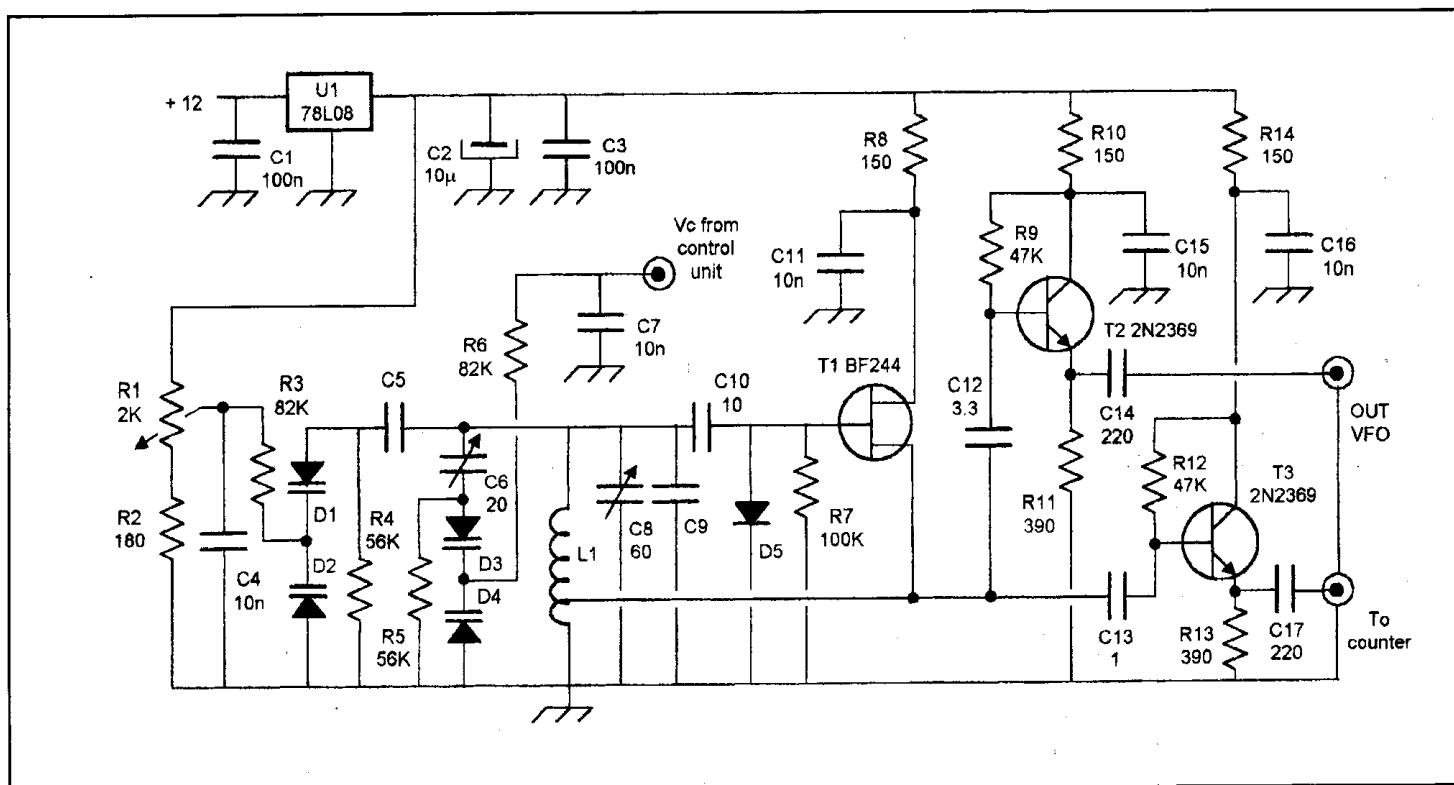 + 12
U1
78L08
C1
100n
C2
10µ
C3
100n
R8
150
R10
150
R14
150
Vc from
control
unit
C11
10n
R9
47K
C15
10n
C16
10n
C7
10n
R6
82K
T1 BF244
T2 2N2369
R1
2K
R3
82K
C5
C10
10
C12
3.3
C14
220
OUT
VFO
R2
180
C4
10n
D1
D2
R4
56K
C6
20
D3
D4
R5
56K
L1
C8
60
C9
D5
R7
100K
R11
390
R12
47K
T3
2N2369
C13
1
R13
390
C17
220
To
counter